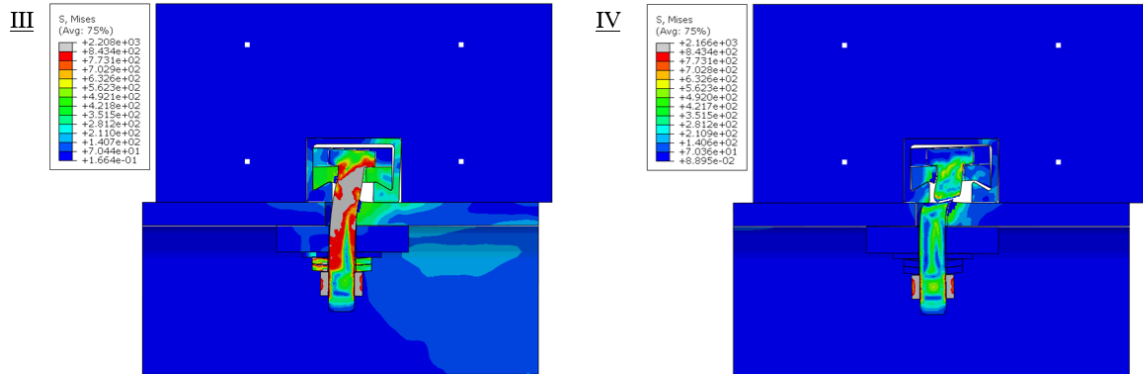 III
S, Mises
(Avg: 75%)
+2.208e+03
+8.434e+02
+7.731e+02
+7.029e+02
+6.326e+02
+5.623e+02
+4.921e+02
+4.218e+02
+3.515e+02
+2.812e+02
+2.110e+02
+1.407e+02
+7.044e+01
+1.664e-01
IV
S, Mises
(Avg: 75%)
+2.166e+03
+8.434e+02
+7.731e+02
+7.028e+02
+6.326e+02
+5.623e+02
+4.920e+02
+4.217e+02
+3.515e+02
+2.812e+02
+2.109e+02
+1.406e+02
+7.036e+01
+8.895e-02